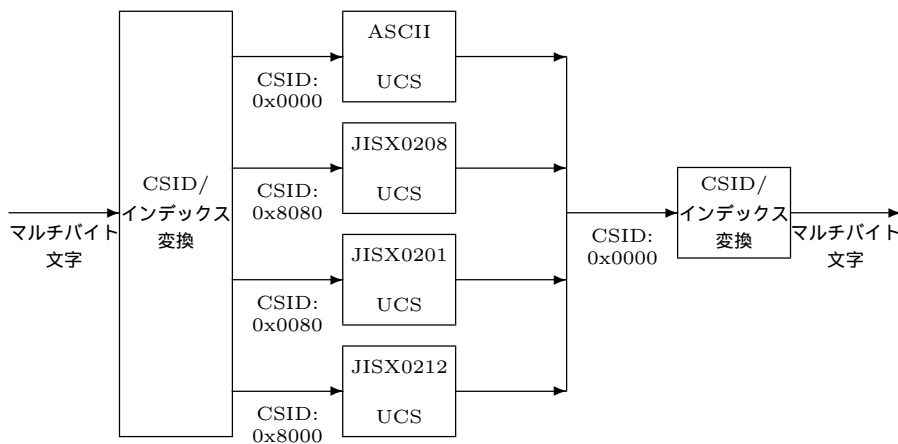 マルチバイト
文字
CSID/
インデックス
変換
CSID:
0x0000
ASCII
UCS
CSID:
0x8080
JISX0208
UCS
CSID:
0x0080
JISX0201
UCS
CSID:
0x8000
JISX0212
UCS
CSID:
0x0000
CSID/
インデックス
変換
マルチバイト
文字